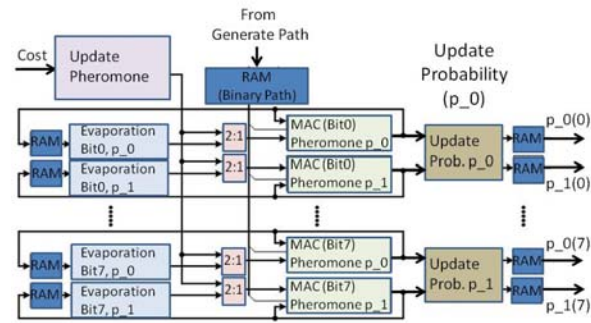 From
Generate Path
Cost
Update
Pheromone
RAM
(Binary Path)
Update
Probability
(p_0)
RAM
Evaporation
Bit0, p_0
2:1
MAC (Bit0)
Pheromone p_0
Update
Prob. p_0
RAM
p_0(0)
RAM
Evaporation
Bit0, p_1
2:1
MAC (Bit0)
Pheromone p_1
RAM
p_1(0)
RAM
Evaporation
Bit7, p_0
2:1
MAC (Bit7)
Pheromone p_0
Update
Prob. p_1
RAM
p_0(7)
RAM
Evaporation
Bit7, p_1
2:1
MAC (Bit7)
Pheromone p_1
RAM
p_1(7)